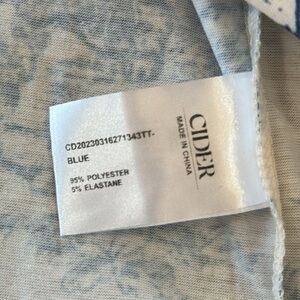 CIDER
MADE IN CHINA
CD20230316271343TT-
BLUE
95% POLYESTER
5% ELASTANE